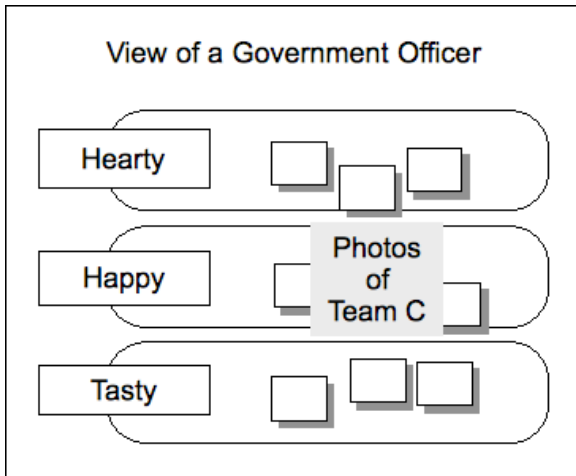 View of a Government Officer
Hearty
Happy
Photos
of
Team C
Tasty